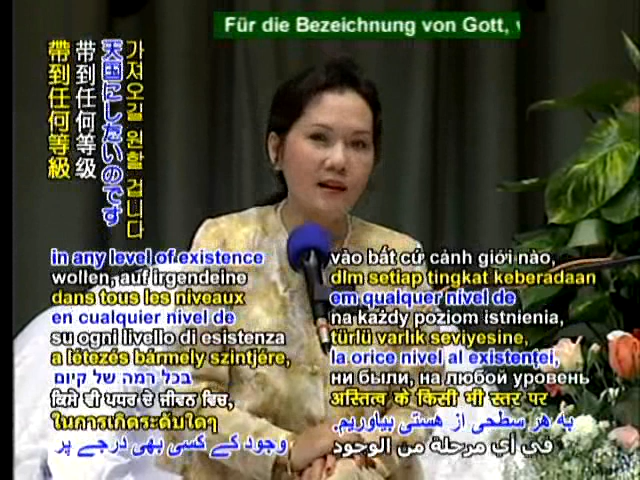 Für die Bezeichnung von Gott,
가져오길 원할 겁니다
天国にしたいのです
带到任何等级
帶到任何等級
in any level of existence
wollen, auf irgendeine
dans tous les niveaux
en cualquier nivel de
su ogni livello di esistenza
a létezés bármely szintjére,
בכל רמה של קיום
ਕਿਸੇ ਵੀ ਪਧਰ ਦੇ ਜੀਵਨ ਵਿਚ,
ในการเกิดระดับใดๆ
وجود کے کسی بھی درجے پر
vào bất cứ cảnh giới nào,
dlm setiap tingkat keberadaan
em qualquer nível de
na każdy poziom istnienia,
türlü varlık seviyesine,
la orice nivel al existenţei,
ни были, на любой уровень
अस्तित्व के किसी भी स्तर पर
به هر سطحی از هستی بیاوریم.
في أي مرحلة من الوجود